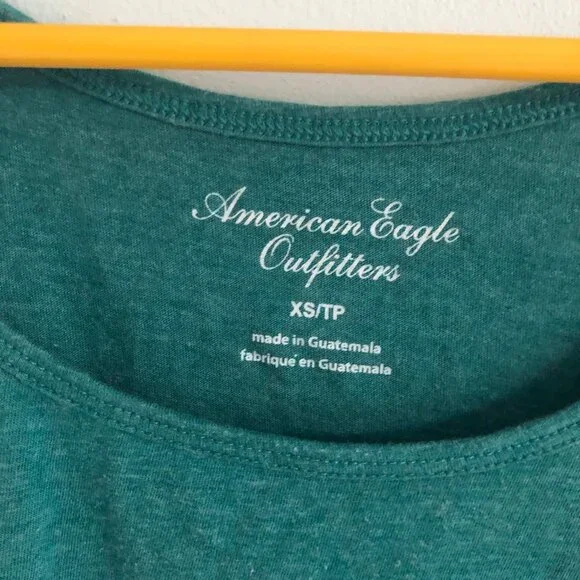 American Eagle
Outfitters
XS/TP
made in Guatemala
fabriqué en Guatemala